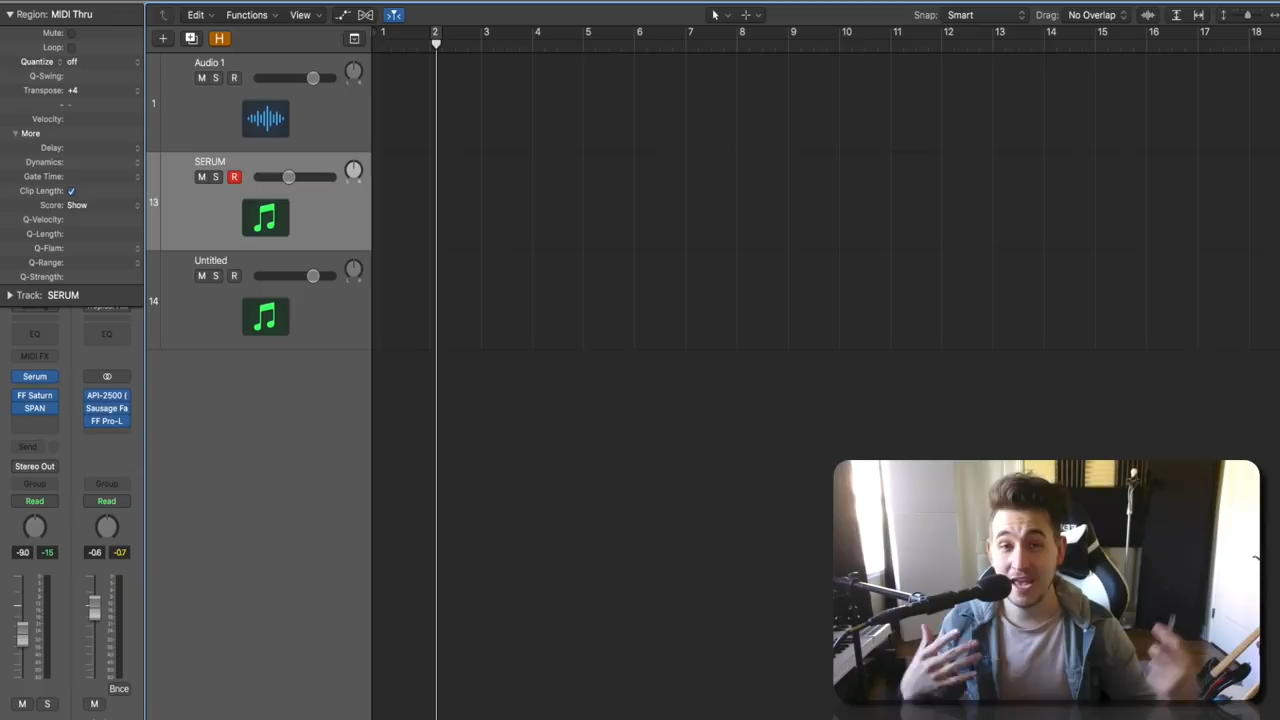 Region: MIDI Thru
Mute:
Loop:
Quantize off
Q-Swing:
Transpose: +4
- -
Velocity:
More
Delay:
Dynamics:
Gate Time:
Clip Length:
Score: Show
Q-Velocity:
Q-Length:
Q-Flam:
Q-Range:
Q-Strength:
Track: SERUM
EQ EQ
MIDI FX
Serum
FF Saturn API-2500 (
SPAN Sausage Fa
FF Pro-L
Send
Stereo Out
Group Group
Read Read
-9.0 -15 -0.6 -0.7
Bnce
M S M
Edit Functions View Snap: Smart Drag: No Overlap
H
1 2 3 4 5 6 7 8 9 10 11 12 13 14 15 16 17 18
Audio 1
M S R
L R
1
SERUM
M S R
L R
13
Untitled
M S R
L R
14